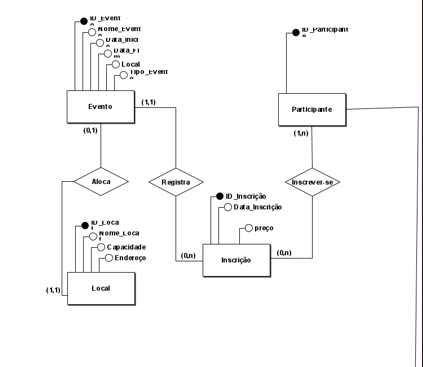 ID_Event
o
Nome_Event
o
Data_Iníci
o
Data_Fi
m
Local
Tipo_Event
o
Evento
(1,1)
(0,1)
Aloca
Registra
ID_Participant
e
Participante
(1,n)
Inscrever-se
ID_Inscrição
Data_Inscrição
preço
Inscrição
(0,n)
(0,n)
ID_Loca
l
Nome_Loca
l
Capacidade
Endereço
Local
(1,1)